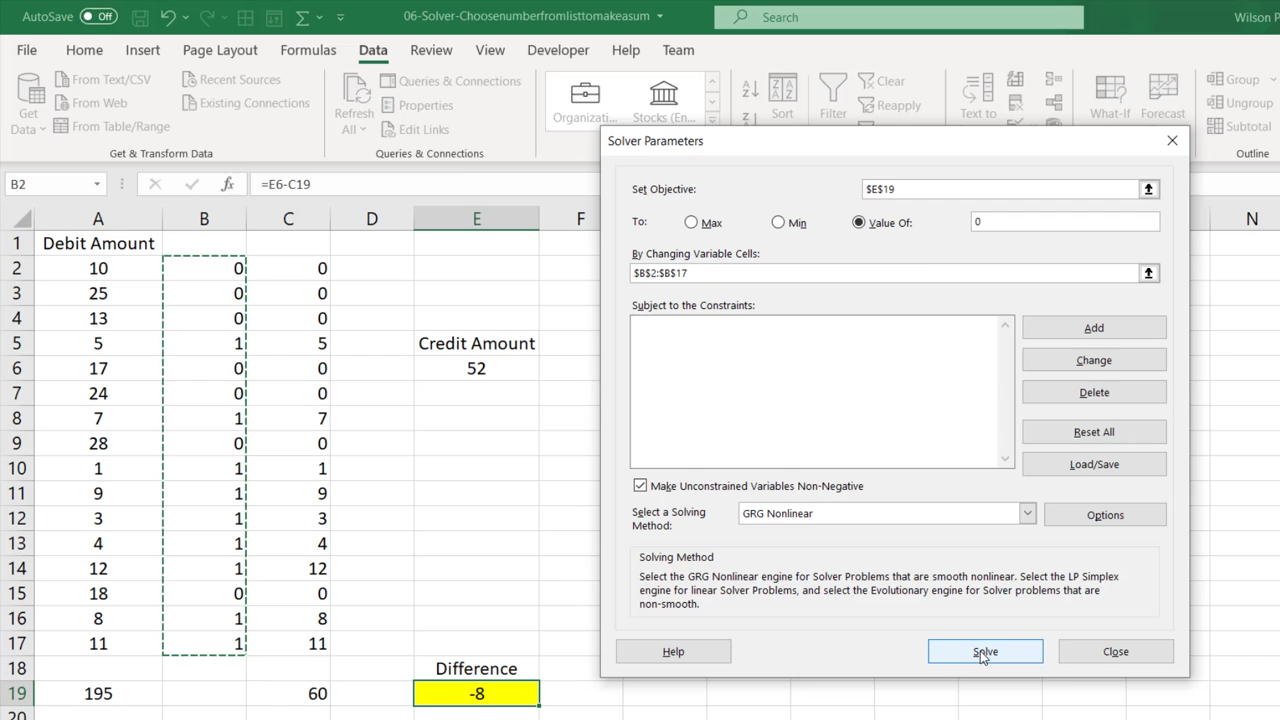 AutoSave Off 06-Solver-Choosenumberfromlisttomakeasum Search Wilson P
File Home Insert Page Layout Formulas Data Review View Developer Help Team
Get Data
From Text/CSV
From Web
From Table/Range
Recent Sources
Existing Connections
Get & Transform Data
Refresh All
Queries & Connections
Properties
Edit Links
Queries & Connections
Organizati... Stocks (En...
Sort
Filter
Clear
Reapply
Text to
What-If
Forecast
Group
Ungroup
Subtotal
Outline
B2 fx =E6-C19
A B C D E F N
1 Debit Amount
2 10 0 0
3 25 0 0
4 13 0 0
5 5 1 5 Credit Amount
6 17 0 0 52
7 24 0 0
8 7 1 7
9 28 0 0
10 1 1 1
11 9 1 9
12 3 1 3
13 4 1 4
14 12 1 12
15 18 0 0
16 8 1 8
17 11 1 11
18 Difference
19 195 60 -8
20
Solver Parameters
Set Objective: $E$19
To: Max Min Value Of: 0
By Changing Variable Cells:
$B$2:$B$17
Subject to the Constraints:
Add
Change
Delete
Reset All
Load/Save
Make Unconstrained Variables Non-Negative
Select a Solving Method: GRG Nonlinear Options
Solving Method
Select the GRG Nonlinear engine for Solver Problems that are smooth nonlinear. Select the LP Simplex
engine for linear Solver Problems, and select the Evolutionary engine for Solver problems that are
non-smooth.
Help Solve Close